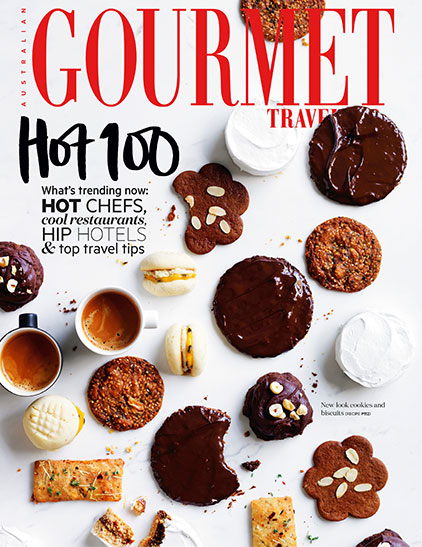 AUSTRALIAN
GOURMET
TRAVEL
Hot 100
What's trending now:
HOT CHEFS,
cool restaurants,
HIP HOTELS
& top travel tips
New look cookies and
biscuits